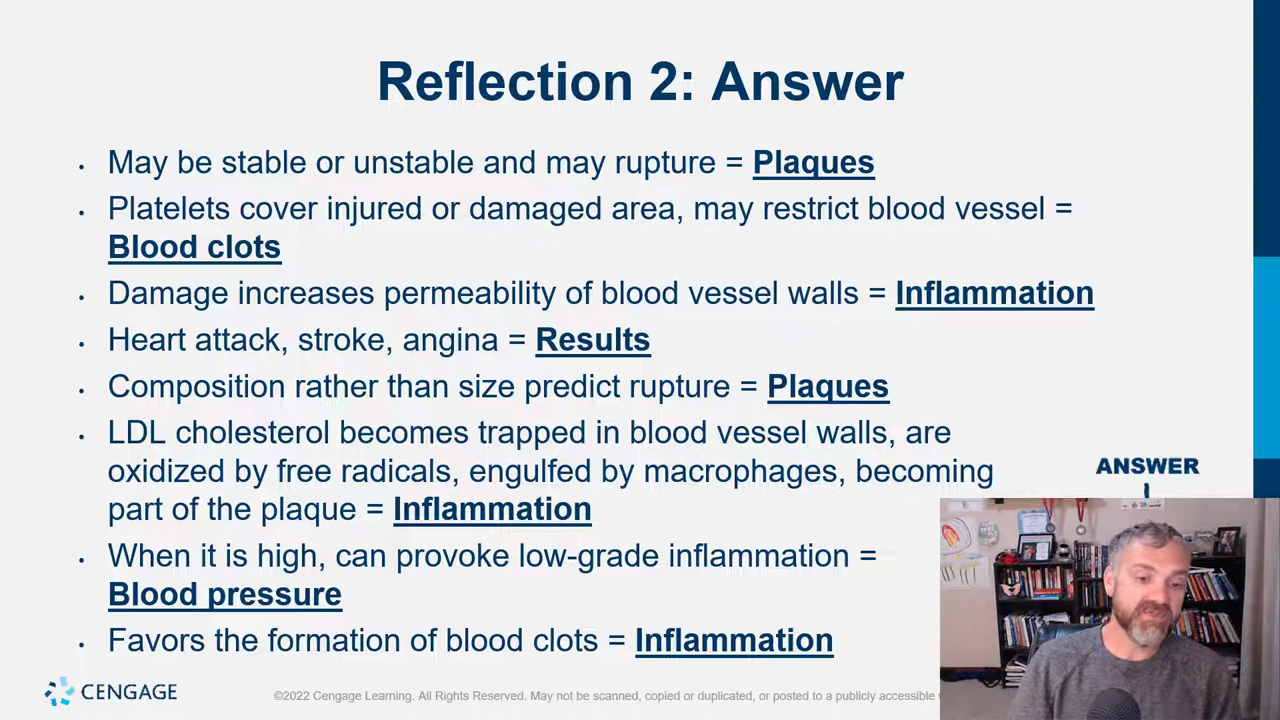 Reflection 2: Answer
• May be stable or unstable and may rupture = Plaques
• Platelets cover injured or damaged area, may restrict blood vessel =
Blood clots
• Damage increases permeability of blood vessel walls = Inflammation
• Heart attack, stroke, angina = Results
• Composition rather than size predict rupture = Plaques
• LDL cholesterol becomes trapped in blood vessel walls, are
oxidized by free radicals, engulfed by macrophages, becoming
part of the plaque = Inflammation
ANSWER
• When it is high, can provoke low-grade inflammation =
Blood pressure
• Favors the formation of blood clots = Inflammation
CENGAGE
©2022 Cengage Learning. All Rights Reserved. May not be scanned, copied or duplicated, or posted to a publicly accessible